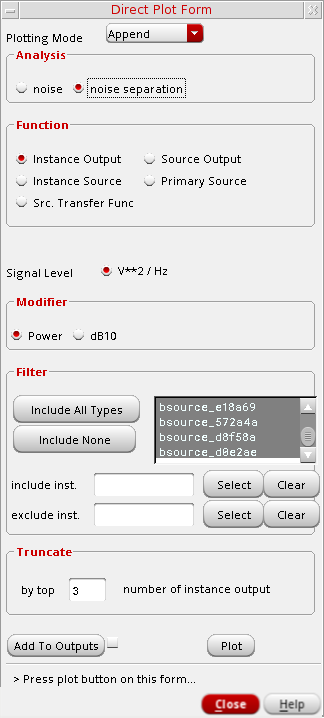 Direct Plot Form
Plotting Mode Append
Analysis
noise noise separation
Function
Instance Output Source Output
Instance Source Primary Source
Src. Transfer Func
Signal Level V**2 / Hz
Modifier
Power dB10
Filter
Include All Types
Include None
bsource_e18a69
bsource_572a4a
bsource_d8f58a
bsource_d0e2ae
include inst. Select Clear
exclude inst. Select Clear
Truncate
by top 3 number of instance output
Add To Outputs Plot
> Press plot button on this form...
Close Help